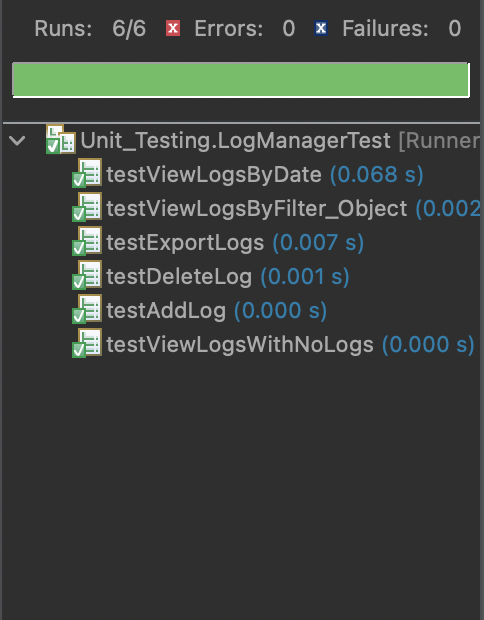 Runs: 6/6 Errors: 0 Failures: 0
Unit_Testing.LogManagerTest [Runner
testViewLogsByDate (0.068 s)
testViewLogsByFilter_Object (0.002
testExportLogs (0.007 s)
testDeleteLog (0.001 s)
testAddLog (0.000 s)
testViewLogsWithNoLogs (0.000 s)